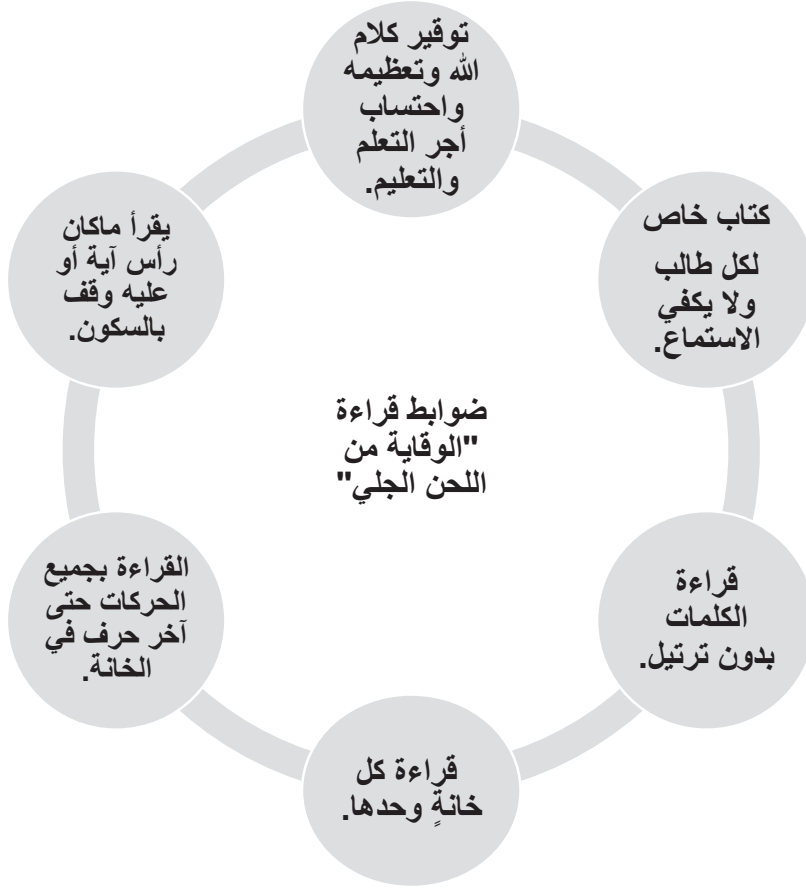 ضوابط قراءة
"الوقاية من
اللحن الجلي"
توقير كلام
الله وتعظيمه
واحتساب
أجر التعلم
والتعليم.
كتاب خاص
لكل طالب
ولا يكفي
الاستماع.
قراءة
الكلمات
بدون ترتيل.
قراءة كل
خانةٍ وحدها.
القراءة بجميع
الحركات حتى
آخر حرف في
الخانة.
يقرأ ماكان
رأس آية أو
عليه وقف
بالسكون.